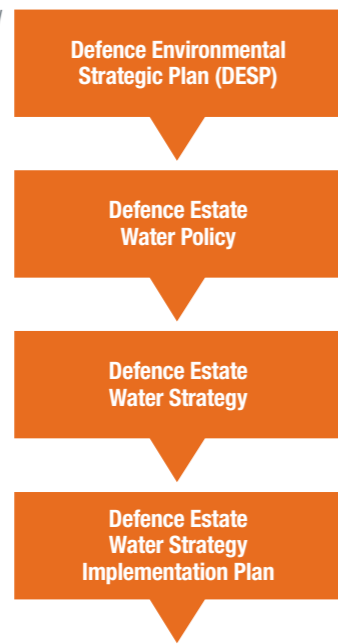 Defence Environmental
Strategic Plan (DESP)
Defence Estate
Water Policy
Defence Estate
Water Strategy
Defence Estate
Water Strategy
Implementation Plan